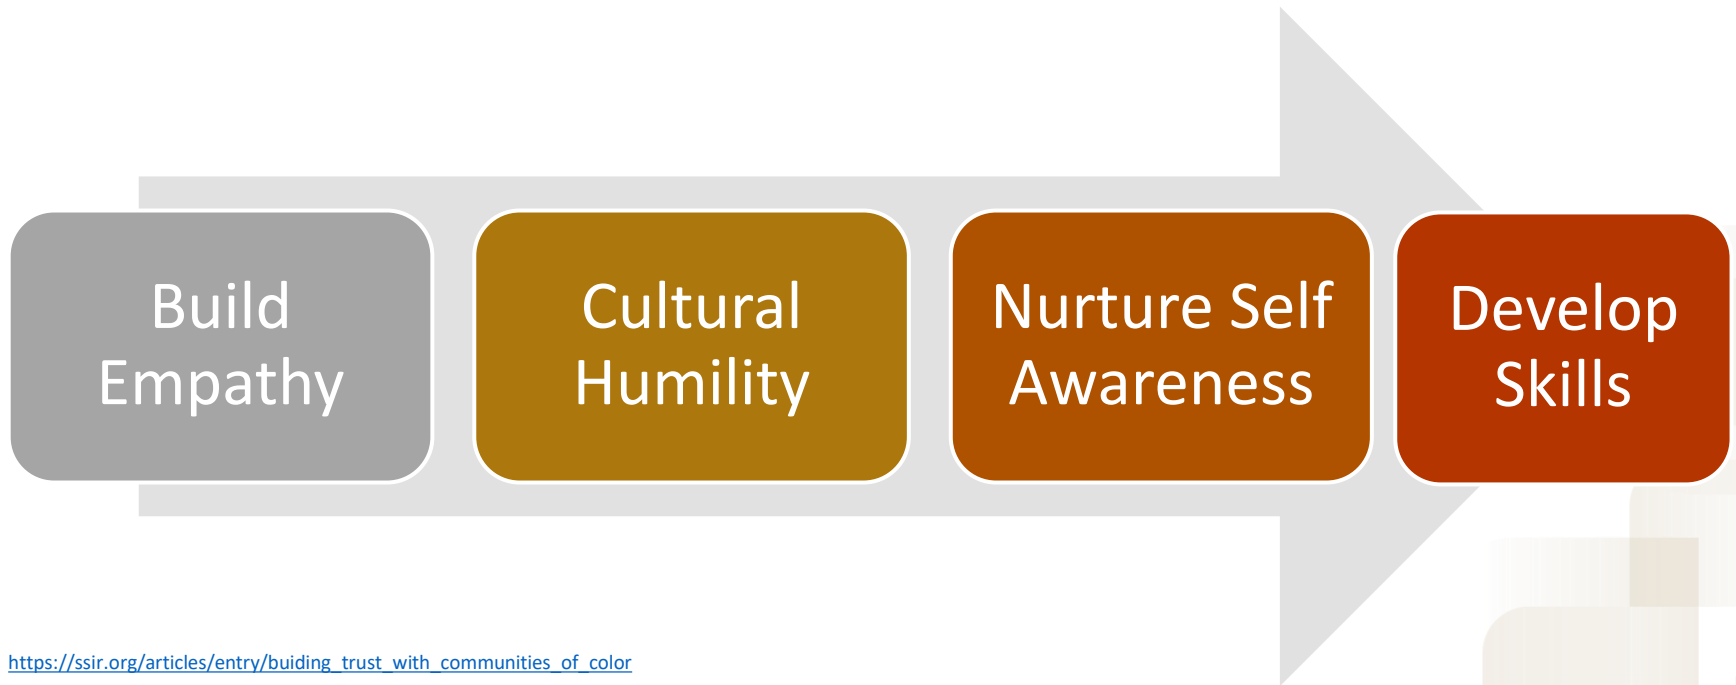 Build
Empathy
Cultural
Humility
Nurture Self
Awareness
Develop
Skills
https://ssir.org/articles/entry/buiding_trust_with_communities_of_color